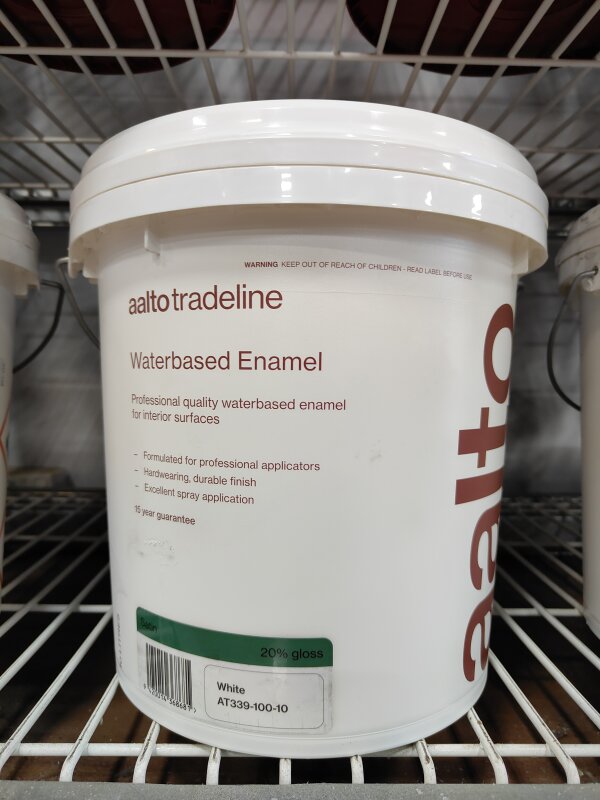 WARNING KEEP OUT OF REACH OF CHILDREN - READ LABEL BEFORE USE
aalto tradeline
Waterbased Enamel
Professional quality waterbased enamel
for interior surfaces
- Formulated for professional applicators
- Hardwearing, durable finish
- Excellent spray application
15 year guarantee
aalto
Satin
20% gloss
White
AT339-100-10